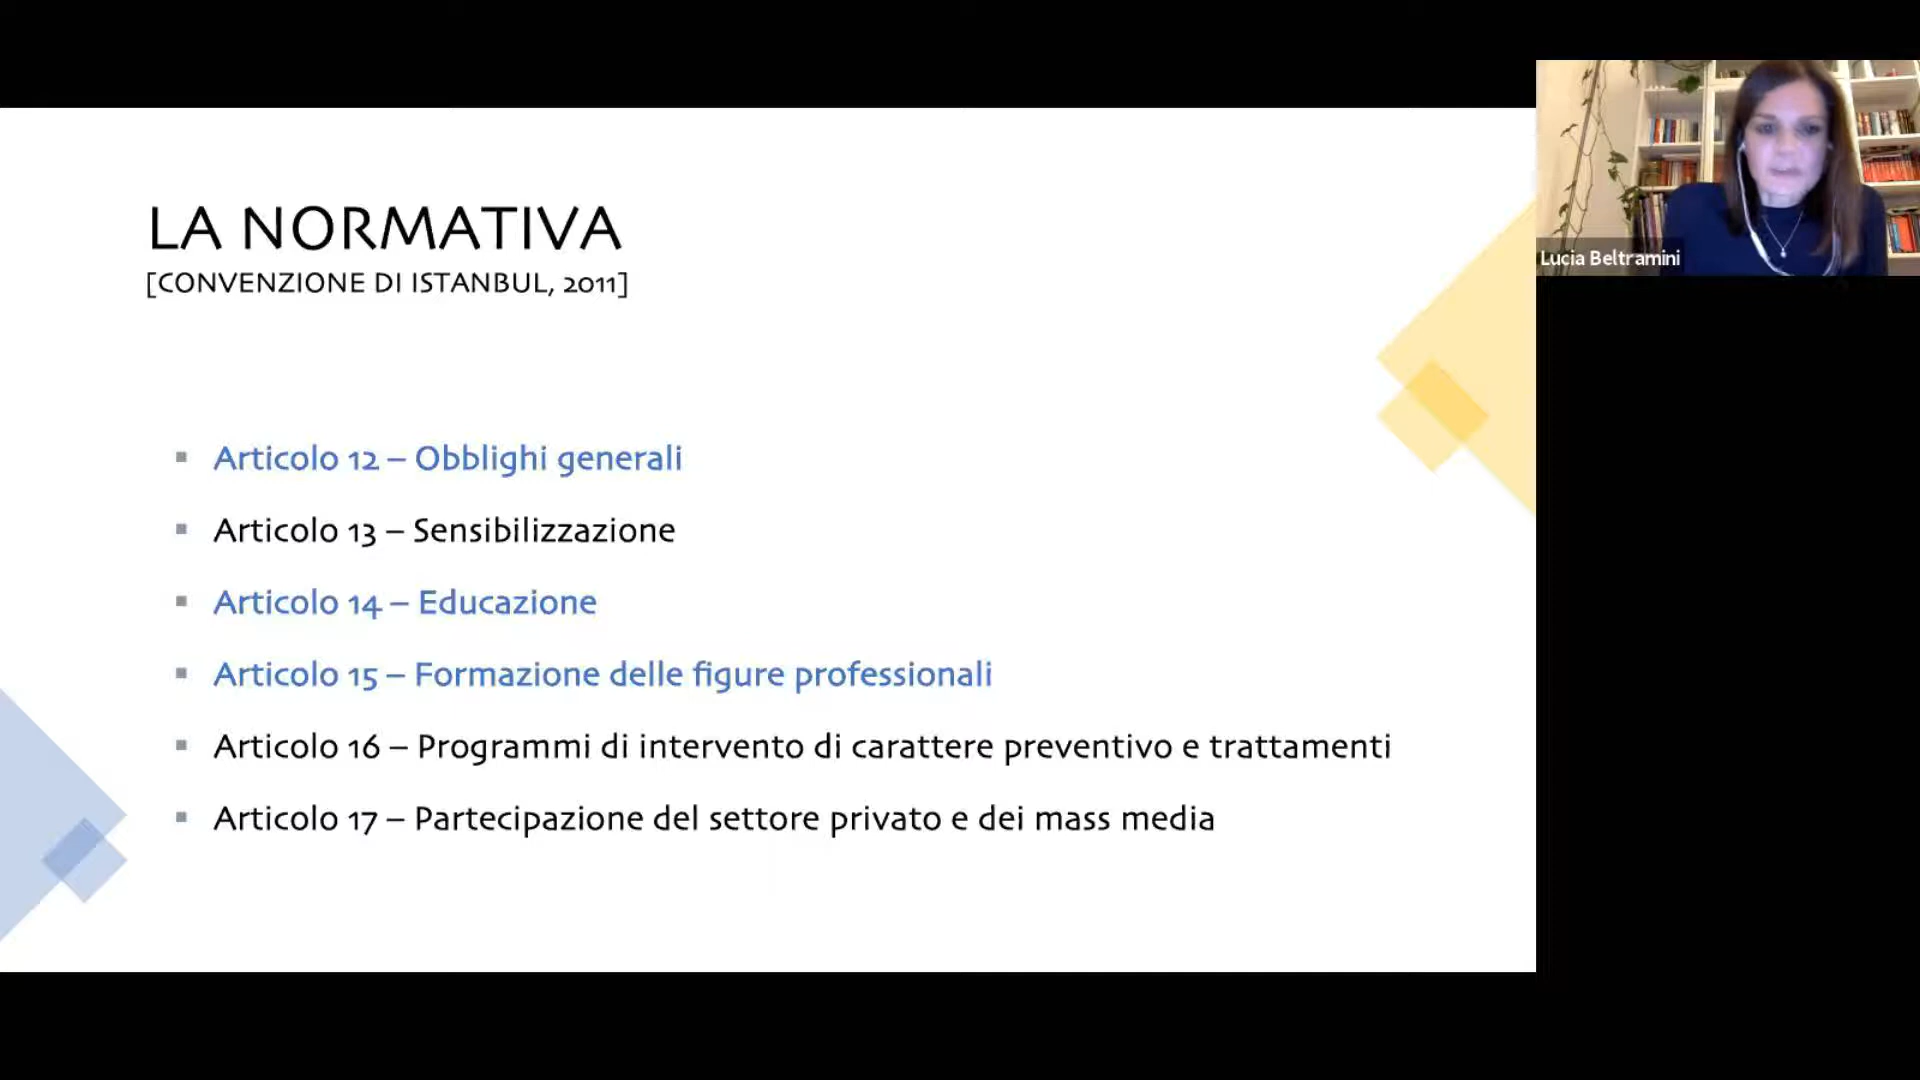 LA NORMATIVA
[CONVENZIONE DI ISTANBUL, 2011]
Articolo 12 – Obblighi generali
Articolo 13 – Sensibilizzazione
Articolo 14 – Educazione
Articolo 15 – Formazione delle figure professionali
Articolo 16 – Programmi di intervento di carattere preventivo e trattamenti
Articolo 17 – Partecipazione del settore privato e dei mass media
Lucia Beltramini